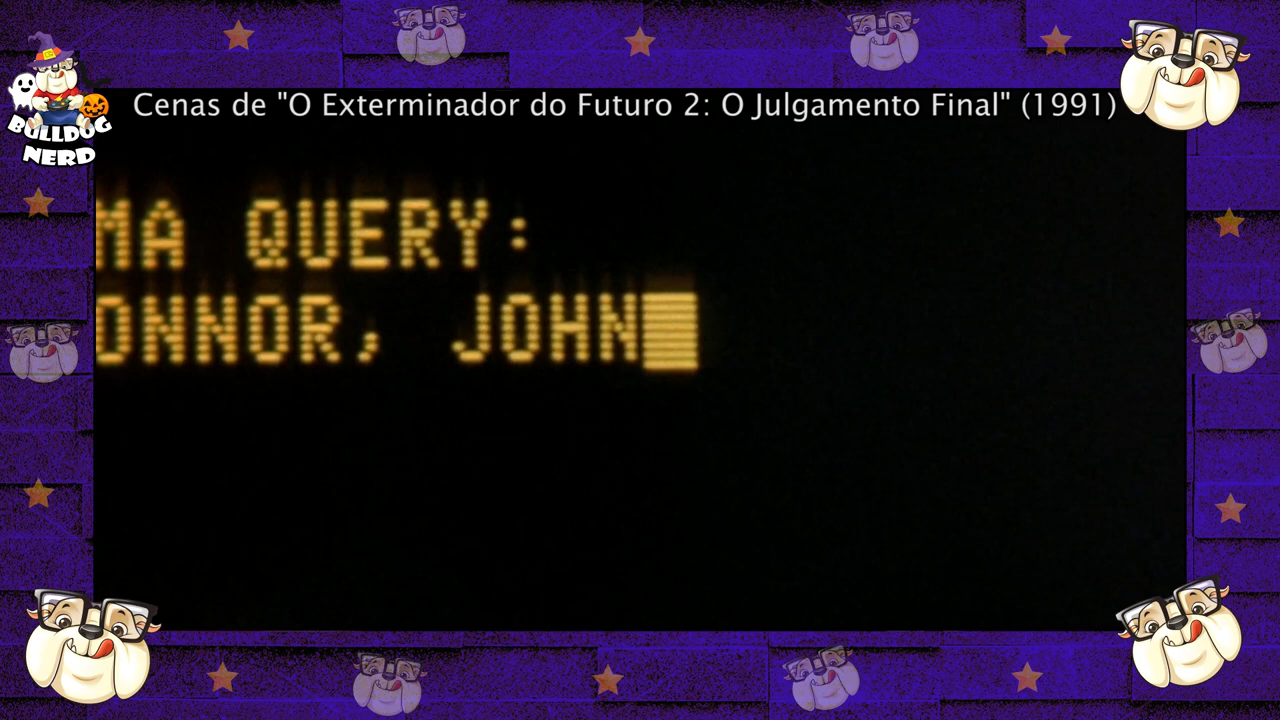 Cenas de "O Exterminador do Futuro 2: O Julgamento Final" (1991)
BULLDOG
NERD
MA QUERY:
ONNOR, JOHN